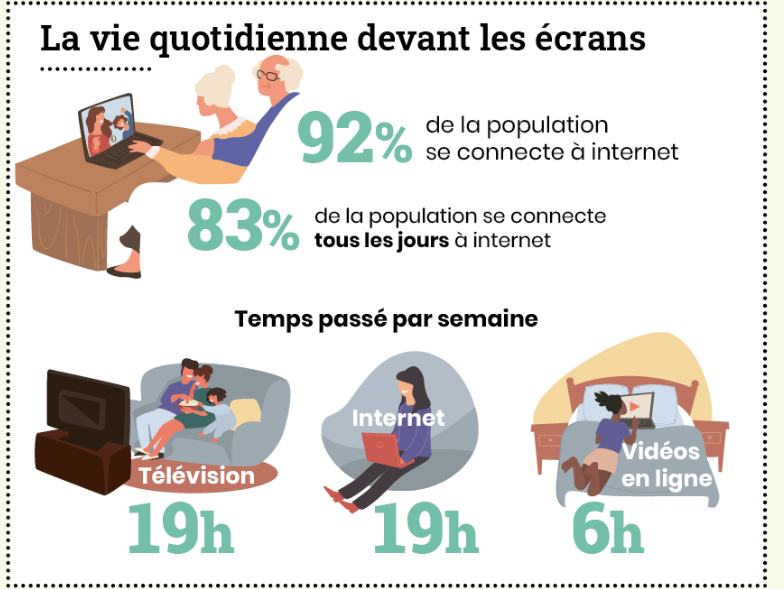 La vie quotidienne devant les écrans
92% de la population
se connecte à internet
83% de la population se connecte
tous les jours à internet
Temps passé par semaine
Télévision
19h
Internet
19h
Vidéos
en ligne
6h